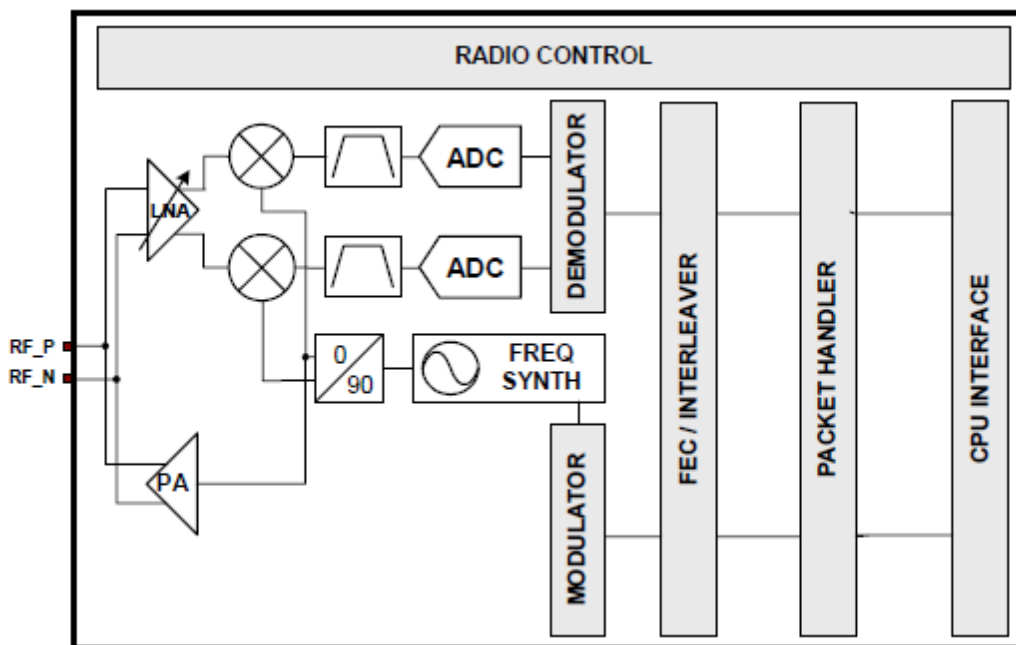 RADIO CONTROL
LNA
ADC
ADC
DEMODULATOR
RF_P
RF_N
0
90
FREQ
SYNTH
PA
MODULATOR
FEC / INTERLEAVER
PACKET HANDLER
CPU INTERFACE